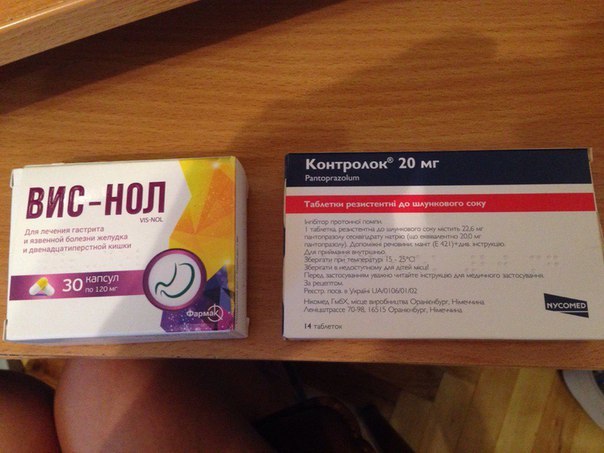 ВИС-НОЛ
VIS-NOL
Для лечения гастрита
и язвенной болезни желудка
и двенадцатиперстной кишки
30 капсул
по 120 мг
Фармак
Контролок® 20 мг
Pantoprazolum
Таблетки резистентні до шлункового соку
Інгібітор протонної помпи.
1 таблетка, резистентна до шлункового соку містить 22,6 мг
пантопразолу сесквігідрату натрію (що еквівалентно 20,0 мг
пантопразолу). Допоміжні речовини: маніт (E 421)+див. інструкцію.
Для приймання внутрішньо.
Зберігати при температурі 15 - 25°C
Зберігати в недоступному для дітей місці!
Перед застосуванням уважно читайте інструкцію для медичного застосування.
За рецептом.
Реєстр. посв. в Україні UA/0106/01/02
Нікомед ГмбХ, місце виробництва Оранієнбург, Німеччина
Леніцштрассе 70-98, 16515 Оранієнбург, Німеччина.
14 таблеток
NYCOMED